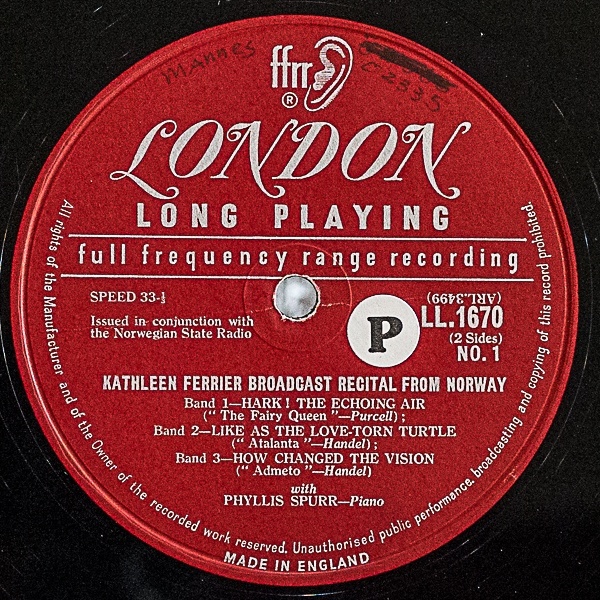 Mannes
C-2335
ffrr
®
LONDON
LONG PLAYING
full frequency range recording
SPEED 33-⅓
Issued in conjunction with
the Norwegian State Radio
P
(ARL.3499)
LL.1670
(2 Sides)
NO. 1
KATHLEEN FERRIER BROADCAST RECITAL FROM NORWAY
Band 1—HARK! THE ECHOING AIR
(“ The Fairy Queen ”—Purcell) ;
Band 2—LIKE AS THE LOVE-TORN TURTLE
(“ Atalanta ”—Handel) ;
Band 3—HOW CHANGED THE VISION
(“ Admeto ”—Handel)
with
PHYLLIS SPURR—Piano
All rights of the Manufacturer and of the Owner of the recorded work reserved. Unauthorised public performance, broadcasting and copying of this record prohibited.
MADE IN ENGLAND